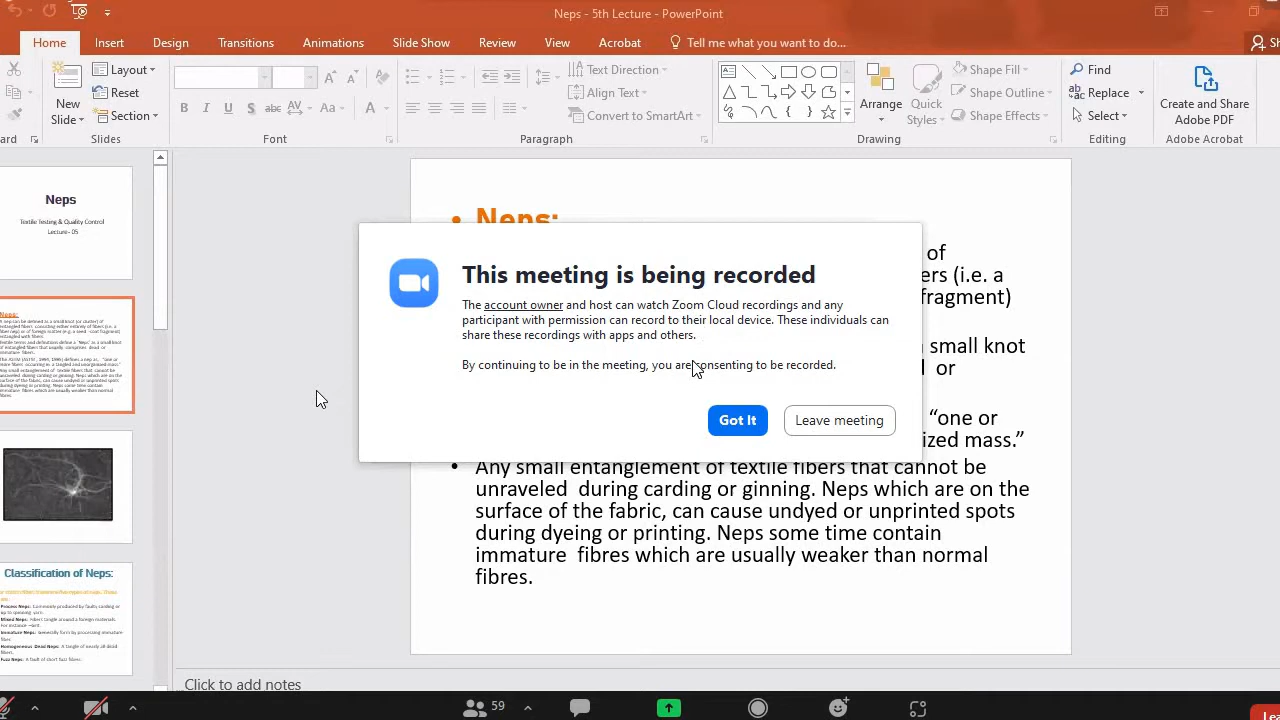 Neps - 5th Lecture - PowerPoint
Home Insert Design Transitions Animations Slide Show Review View Acrobat Tell me what you want to do...
New Slide
Layout
Reset
Section
Slides
B I U S abc AV Aa A
Font
Text Direction
Align Text
Convert to SmartArt
Paragraph
Arrange
Quick Styles
Shape Fill
Shape Outline
Shape Effects
Drawing
Find
Replace
Select
Editing
Create and Share
Adobe PDF
Adobe Acrobat
Neps
Textile Testing & Quality Control
Lecture- 05
Neps:
Classification of Neps:
• Neps:
of
ers (i.e. a
fragment)
small knot
or
“one or
ized mass.”
• Any small entanglement of textile fibers that cannot be
unraveled during carding or ginning. Neps which are on the
surface of the fabric, can cause undyed or unprinted spots
during dyeing or printing. Neps some time contain
immature fibres which are usually weaker than normal
fibres.
This meeting is being recorded
The account owner and host can watch Zoom Cloud recordings and any
participant with permission can record to their local device. These individuals can
share these recordings with apps and others.
By continuing to be in the meeting, you are consenting to be recorded.
Got It
Leave meeting
Click to add notes
59